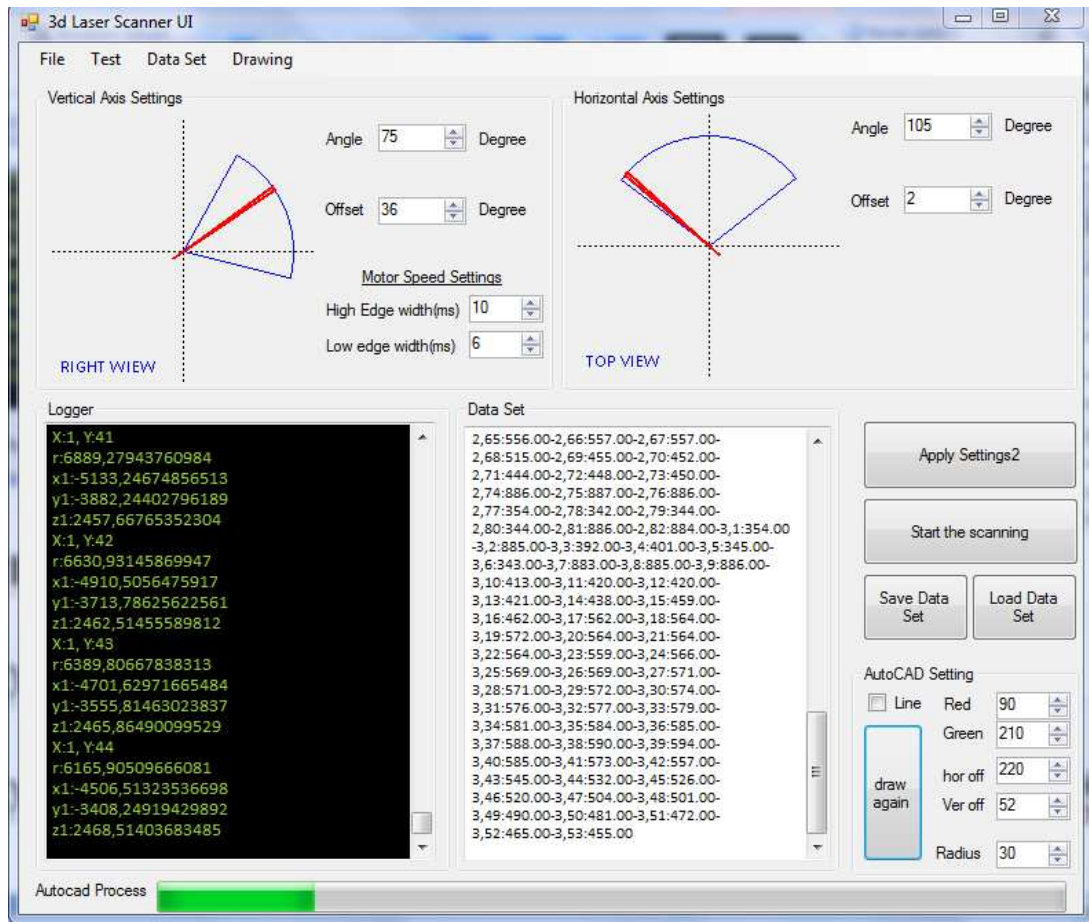 3d Laser Scanner UI
File Test Data Set Drawing
Vertical Axis Settings
Angle 75 Degree
Offset 36 Degree
Motor Speed Settings
High Edge width(ms) 10
Low edge width(ms) 6
RIGHT WIEW
Horizontal Axis Settings
Angle 105 Degree
Offset 2 Degree
TOP VIEW
Logger
X:1, Y:41
r:6889,27943760984
x1:-5133,24674856513
y1:-3882,24402796189
z1:2457,66765352304
X:1, Y:42
r:6630,93145869947
x1:-4910,5056475917
y1:-3713,78625622561
z1:2462,51455589812
X:1, Y:43
r:6389,80667838313
x1:-4701,62971665484
y1:-3555,81463023837
z1:2465,86490099529
X:1, Y:44
r:6165,90509666081
x1:-4506,51323536698
y1:-3408,24919429892
z1:2468,51403683485
Data Set
2,65:556.00-2,66:557.00-2,67:557.00-
2,68:515.00-2,69:455.00-2,70:452.00-
2,71:444.00-2,72:448.00-2,73:450.00-
2,74:886.00-2,75:887.00-2,76:886.00-
2,77:354.00-2,78:342.00-2,79:344.00-
2,80:344.00-2,81:886.00-2,82:884.00-3,1:354.00
-3,2:885.00-3,3:392.00-3,4:401.00-3,5:345.00-
3,6:343.00-3,7:883.00-3,8:885.00-3,9:886.00-
3,10:413.00-3,11:420.00-3,12:420.00-
3,13:421.00-3,14:438.00-3,15:459.00-
3,16:462.00-3,17:562.00-3,18:564.00-
3,19:572.00-3,20:564.00-3,21:564.00-
3,22:564.00-3,23:559.00-3,24:566.00-
3,25:569.00-3,26:569.00-3,27:571.00-
3,28:571.00-3,29:572.00-3,30:574.00-
3,31:576.00-3,32:577.00-3,33:579.00-
3,34:581.00-3,35:584.00-3,36:585.00-
3,37:588.00-3,38:590.00-3,39:594.00-
3,40:585.00-3,41:573.00-3,42:557.00-
3,43:545.00-3,44:532.00-3,45:526.00-
3,46:520.00-3,47:504.00-3,48:501.00-
3,49:490.00-3,50:481.00-3,51:472.00-
3,52:465.00-3,53:455.00
Apply Settings2
Start the scanning
Save Data
Set
Load Data
Set
AutoCAD Setting
Line Red 90
Green 210
hor off 220
Ver off 52
Radius 30
draw
again
Autocad Process